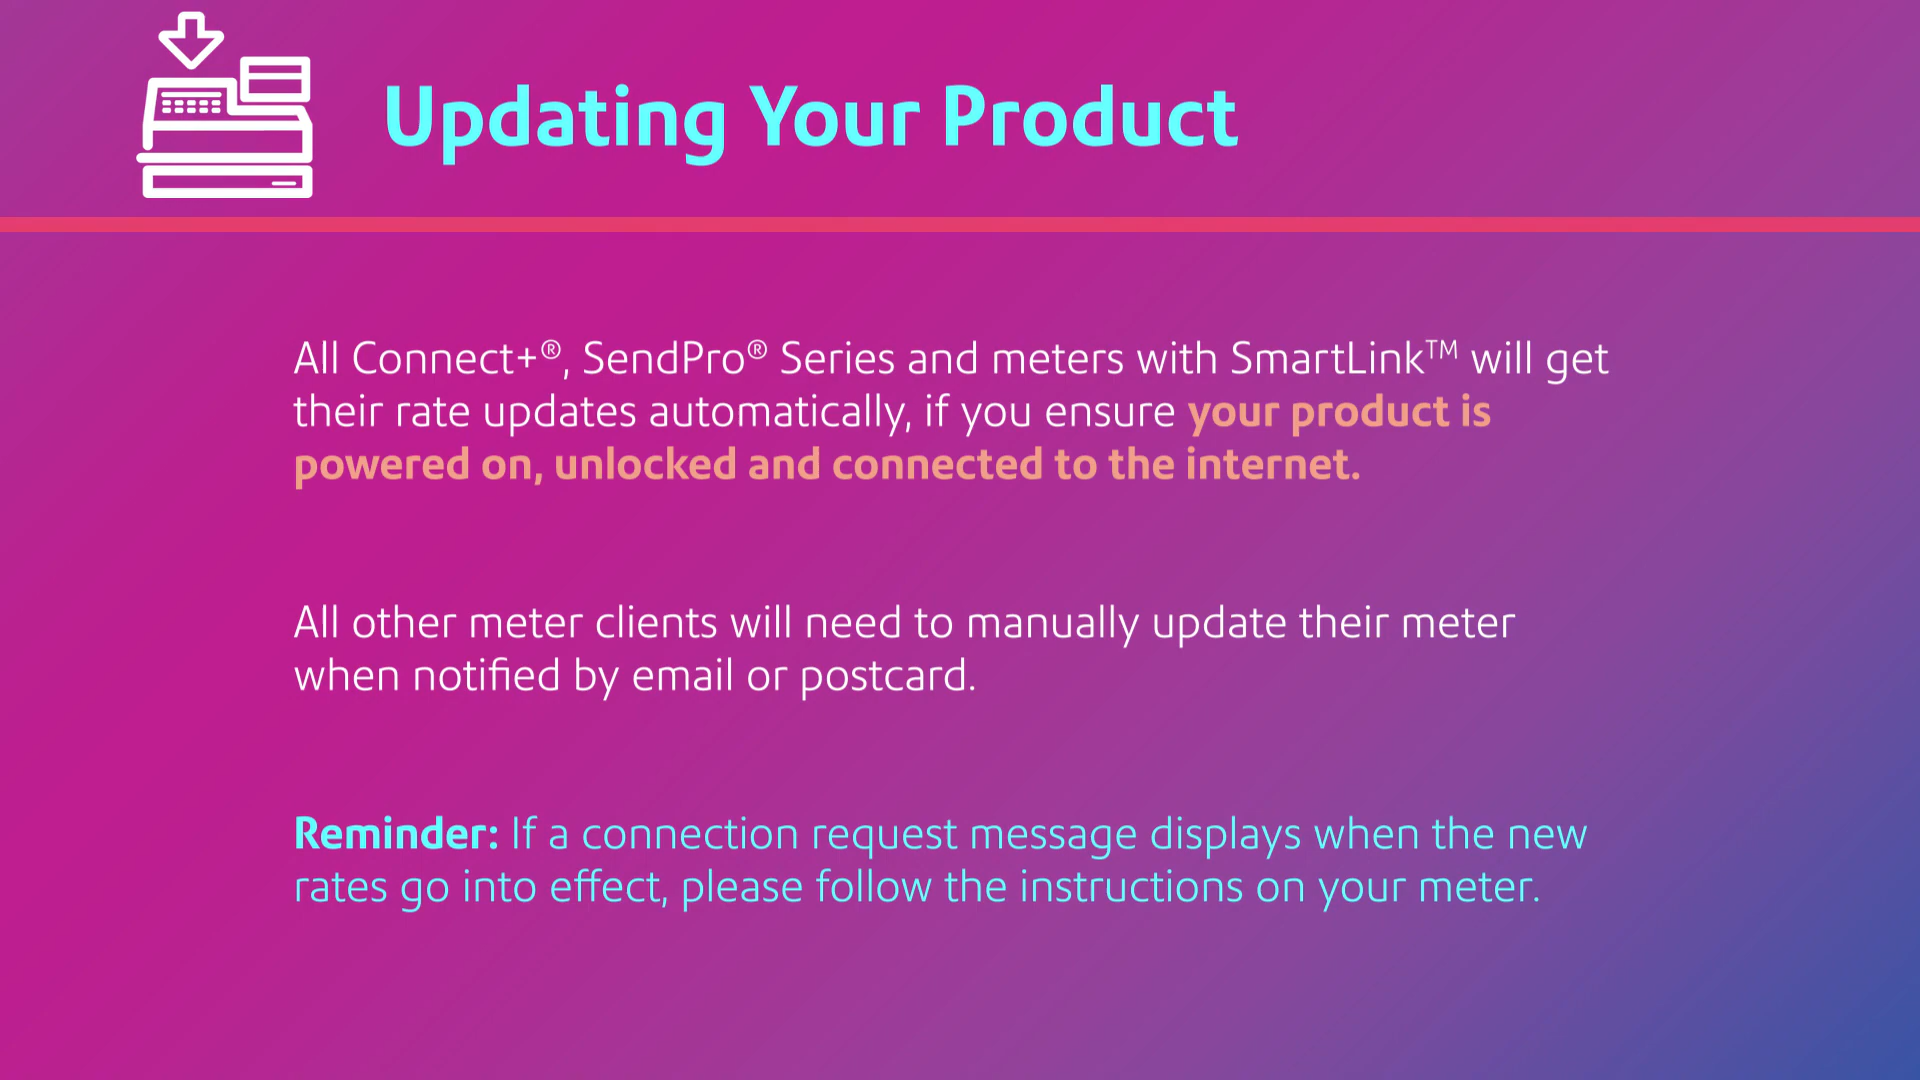 Updating Your Product
All Connect+®, SendPro® Series and meters with SmartLink™ will get
their rate updates automatically, if you ensure your product is
powered on, unlocked and connected to the internet.
All other meter clients will need to manually update their meter
when notified by email or postcard.
Reminder: If a connection request message displays when the new
rates go into effect, please follow the instructions on your meter.